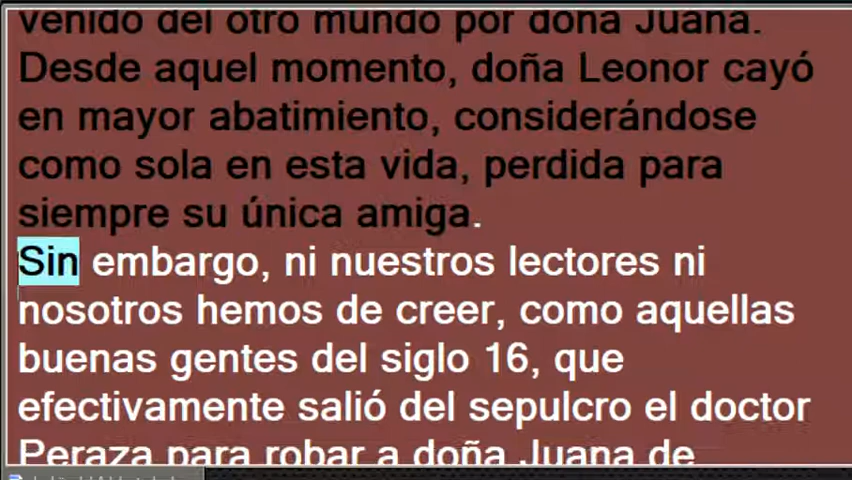 venido del otro mundo por doña Juana.
Desde aquel momento, doña Leonor cayó
en mayor abatimiento, considerándose
como sola en esta vida, perdida para
siempre su única amiga.
Sin embargo, ni nuestros lectores ni
nosotros hemos de creer, como aquellas
buenas gentes del siglo 16, que
efectivamente salió del sepulcro el doctor
Peraza para robar a doña Juana de